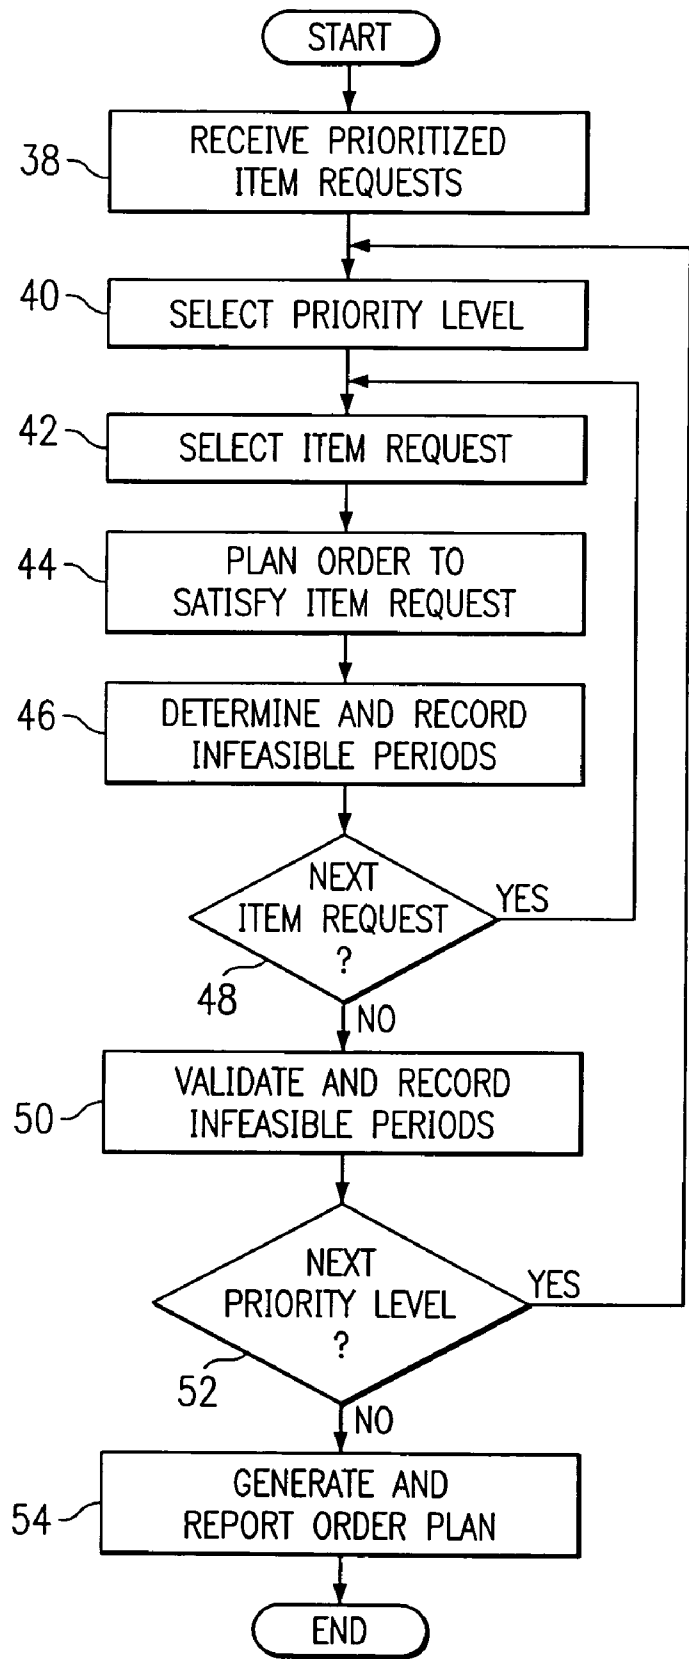 START
38
RECEIVE PRIORITIZED
ITEM REQUESTS
40
SELECT PRIORITY LEVEL
42
SELECT ITEM REQUEST
44
PLAN ORDER TO
SATISFY ITEM REQUEST
46
DETERMINE AND RECORD
INFEASIBLE PERIODS
NEXT
ITEM REQUEST
?
YES
48
NO
50
VALIDATE AND RECORD
INFEASIBLE PERIODS
NEXT
PRIORITY LEVEL
?
YES
52
NO
54
GENERATE AND
REPORT ORDER PLAN
END